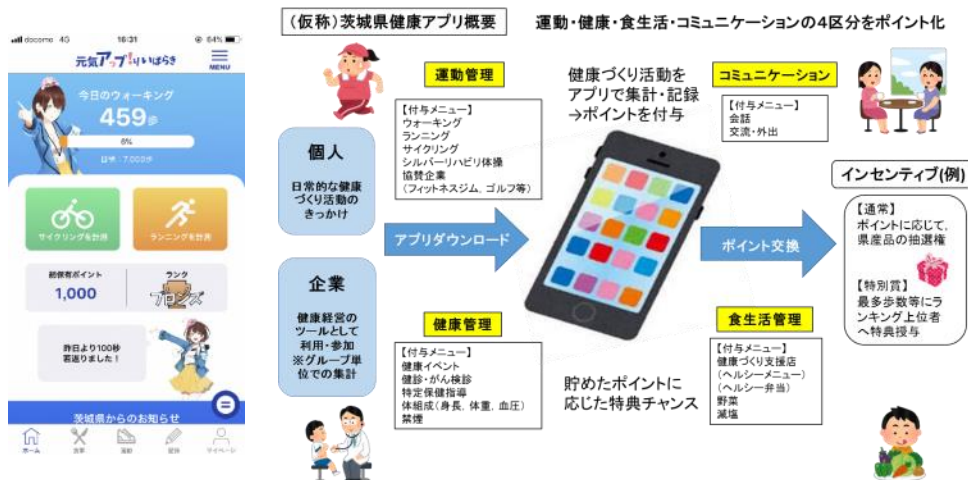 docomo 4G 16:31 64%
元気アップ!りいばらき
MENU
今日のウォーキング
459歩
6%
目標:7,000歩
サイクリングを計測
ランニングを計測
総保有ポイント
1,000
ランク
ブロンズ
昨日より100秒
若返りました!
茨城県からのお知らせ
ホーム
食事
運動
マイページ
(仮称)茨城県健康アプリ概要
運動・健康・食生活・コミュニケーションの4区分をポイント化
運動管理
【付与メニュー】
ウォーキング
ランニング
サイクリング
シルバーリハビリ体操
協賛企業
(フィットネスジム,ゴルフ等)
健康づくり活動を
アプリで集計・記録
→ポイントを付与
コミュニケーション
【付与メニュー】
会話
交流・外出
個人
日常的な健康
づくり活動の
きっかけ
アプリダウンロード
ポイント交換
インセンティブ(例)
【通常】
ポイントに応じて,
県産品の抽選権
【特別賞】
最多歩数等にラ
ンキング上位者
へ特典授与
企業
健康経営の
ツールとして
利用・参加
※グループ単
位での集計
健康管理
【付与メニュー】
健康イベント
健診・がん検診
特定保健指導
体組成(身長,体重,血圧)
禁煙
貯めたポイントに
応じた特典チャンス
食生活管理
【付与メニュー】
健康づくり支援店
(ヘルシーメニュー)
(ヘルシー弁当)
野菜
減塩